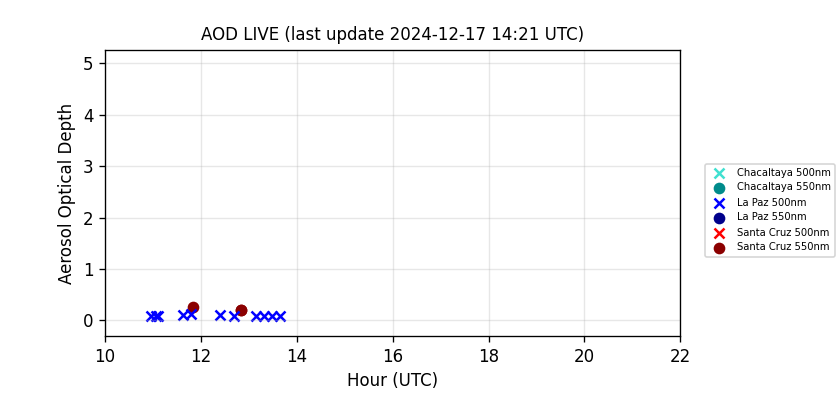 AOD LIVE (last update 2024-12-17 14:21 UTC)
Aerosol Optical Depth
5
4
3
2
1
0
10 12 14 16 18 20 22
Hour (UTC)
Chacaltaya 500nm
Chacaltaya 550nm
La Paz 500nm
La Paz 550nm
Santa Cruz 500nm
Santa Cruz 550nm